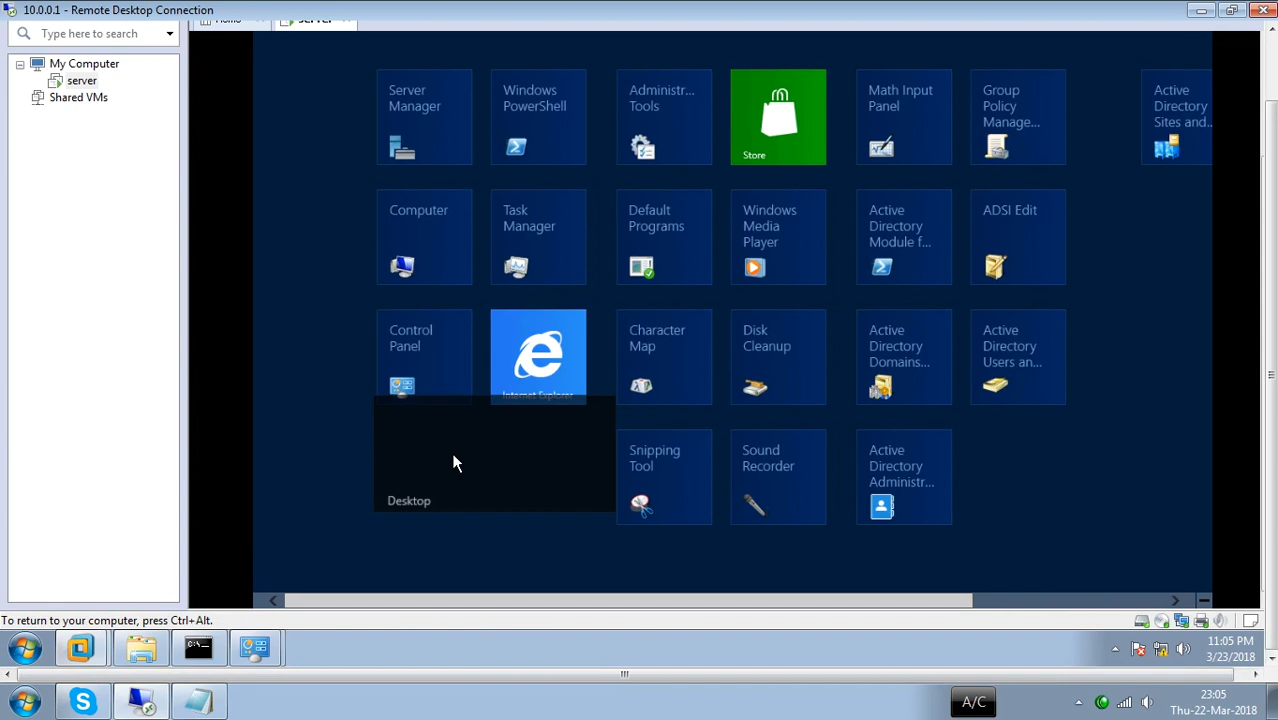 10.0.0.1 - Remote Desktop Connection
Type here to search
My Computer
server
Shared VMs
Server
Manager
Windows
PowerShell
Administr...
Tools
Store
Math Input
Panel
Group
Policy
Manage...
Active
Directory
Sites and...
Computer
Task
Manager
Default
Programs
Windows
Media
Player
Active
Directory
Module f...
ADSI Edit
Control
Panel
Internet Explorer
Character
Map
Disk
Cleanup
Active
Directory
Domains...
Active
Directory
Users an...
Desktop
Snipping
Tool
Sound
Recorder
Active
Directory
Administr...
To return to your computer, press Ctrl+Alt.
11:05 PM
3/23/2018
A/C
23:05
Thu-22-Mar-2018